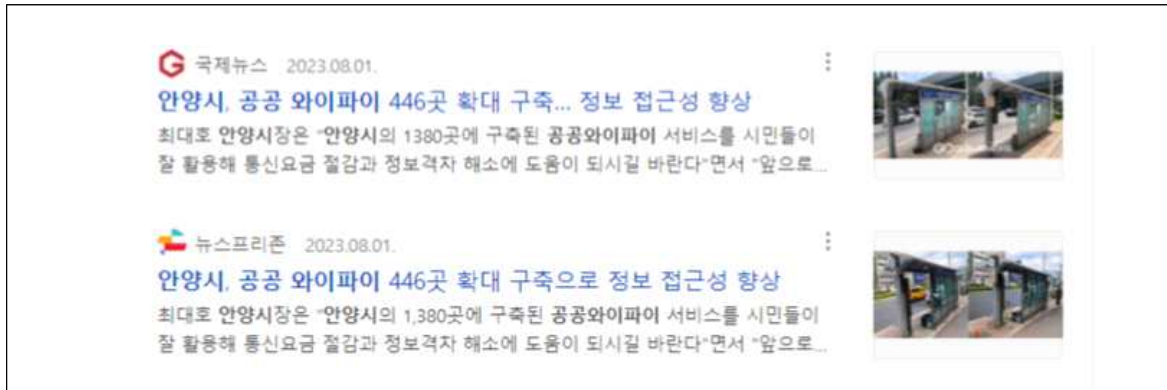 국제뉴스 2023.08.01.
안양시, 공공 와이파이 446곳 확대 구축... 정보 접근성 향상
최대호 안양시장은 "안양시의 1380곳에 구축된 공공와이파이 서비스를 시민들이
잘 활용해 통신요금 절감과 정보격차 해소에 도움이 되시길 바란다"면서 "앞으로...
뉴스프리존 2023.08.01.
안양시, 공공 와이파이 446곳 확대 구축으로 정보 접근성 향상
최대호 안양시장은 "안양시의 1,380곳에 구축된 공공와이파이 서비스를 시민들이
잘 활용해 통신요금 절감과 정보격차 해소에 도움이 되시길 바란다"면서 "앞으로...